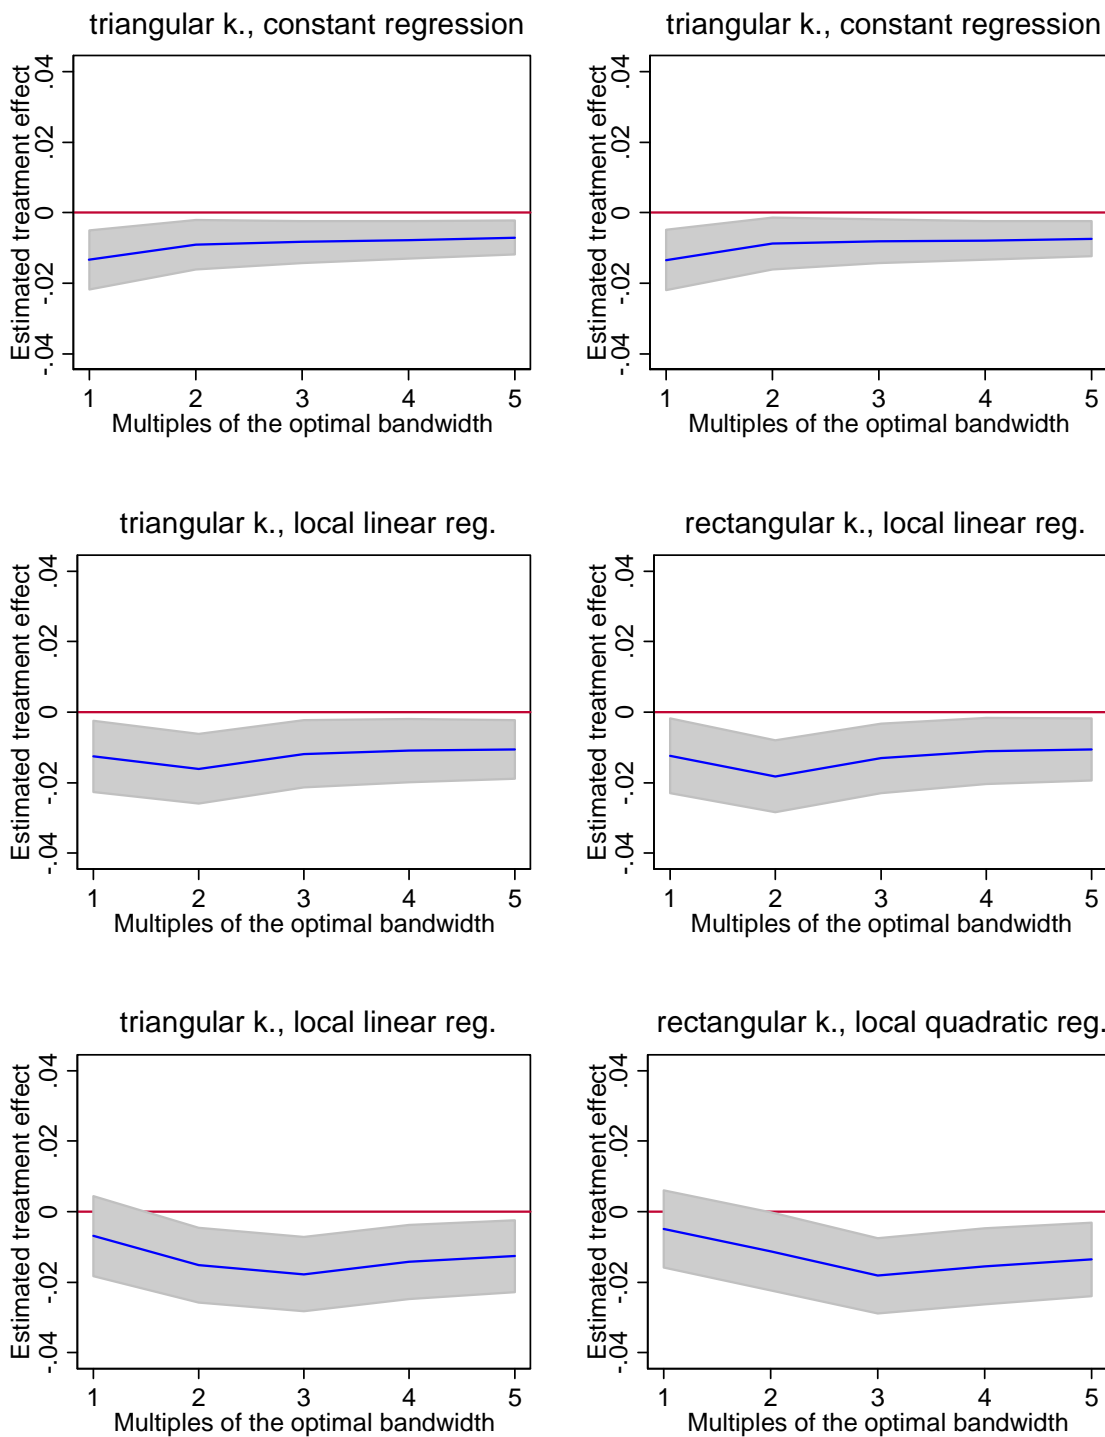 triangular k., constant regression
Estimated treatment effect
.04
.02
0
-.02
-.04
1 2 3 4 5
Multiples of the optimal bandwidth
triangular k., constant regression
Estimated treatment effect
.04
.02
0
-.02
-.04
1 2 3 4 5
Multiples of the optimal bandwidth
triangular k., local linear reg.
Estimated treatment effect
.04
.02
0
-.02
-.04
1 2 3 4 5
Multiples of the optimal bandwidth
rectangular k., local linear reg.
Estimated treatment effect
.04
.02
0
-.02
-.04
1 2 3 4 5
Multiples of the optimal bandwidth
triangular k., local linear reg.
Estimated treatment effect
.04
.02
0
-.02
-.04
1 2 3 4 5
Multiples of the optimal bandwidth
rectangular k., local quadratic reg.
Estimated treatment effect
.04
.02
0
-.02
-.04
1 2 3 4 5
Multiples of the optimal bandwidth